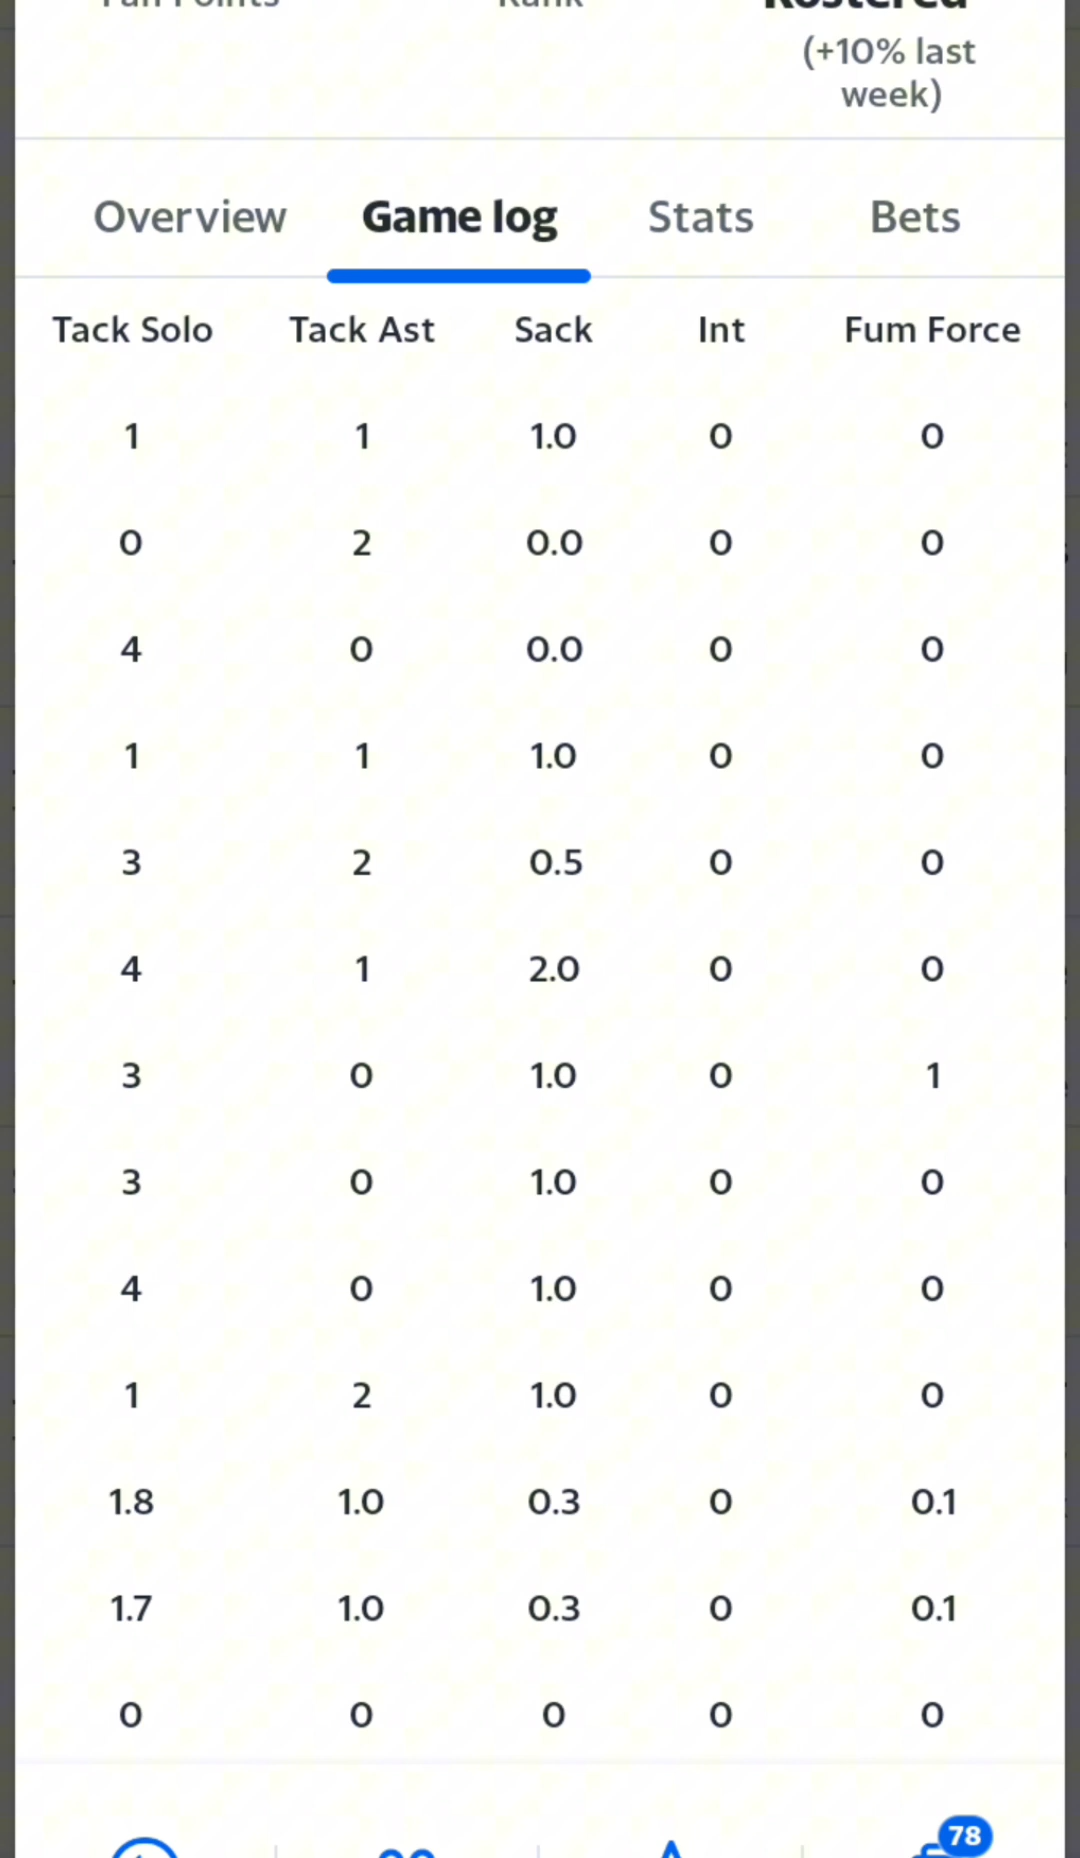 Fan Points Rank Rostered
(+10% last
week)
Overview Game log Stats Bets
Tack Solo Tack Ast Sack Int Fum Force
1 1 1.0 0 0
0 2 0.0 0 0
4 0 0.0 0 0
1 1 1.0 0 0
3 2 0.5 0 0
4 1 2.0 0 0
3 0 1.0 0 1
3 0 1.0 0 0
4 0 1.0 0 0
1 2 1.0 0 0
1.8 1.0 0.3 0 0.1
1.7 1.0 0.3 0 0.1
0 0 0 0 0
78